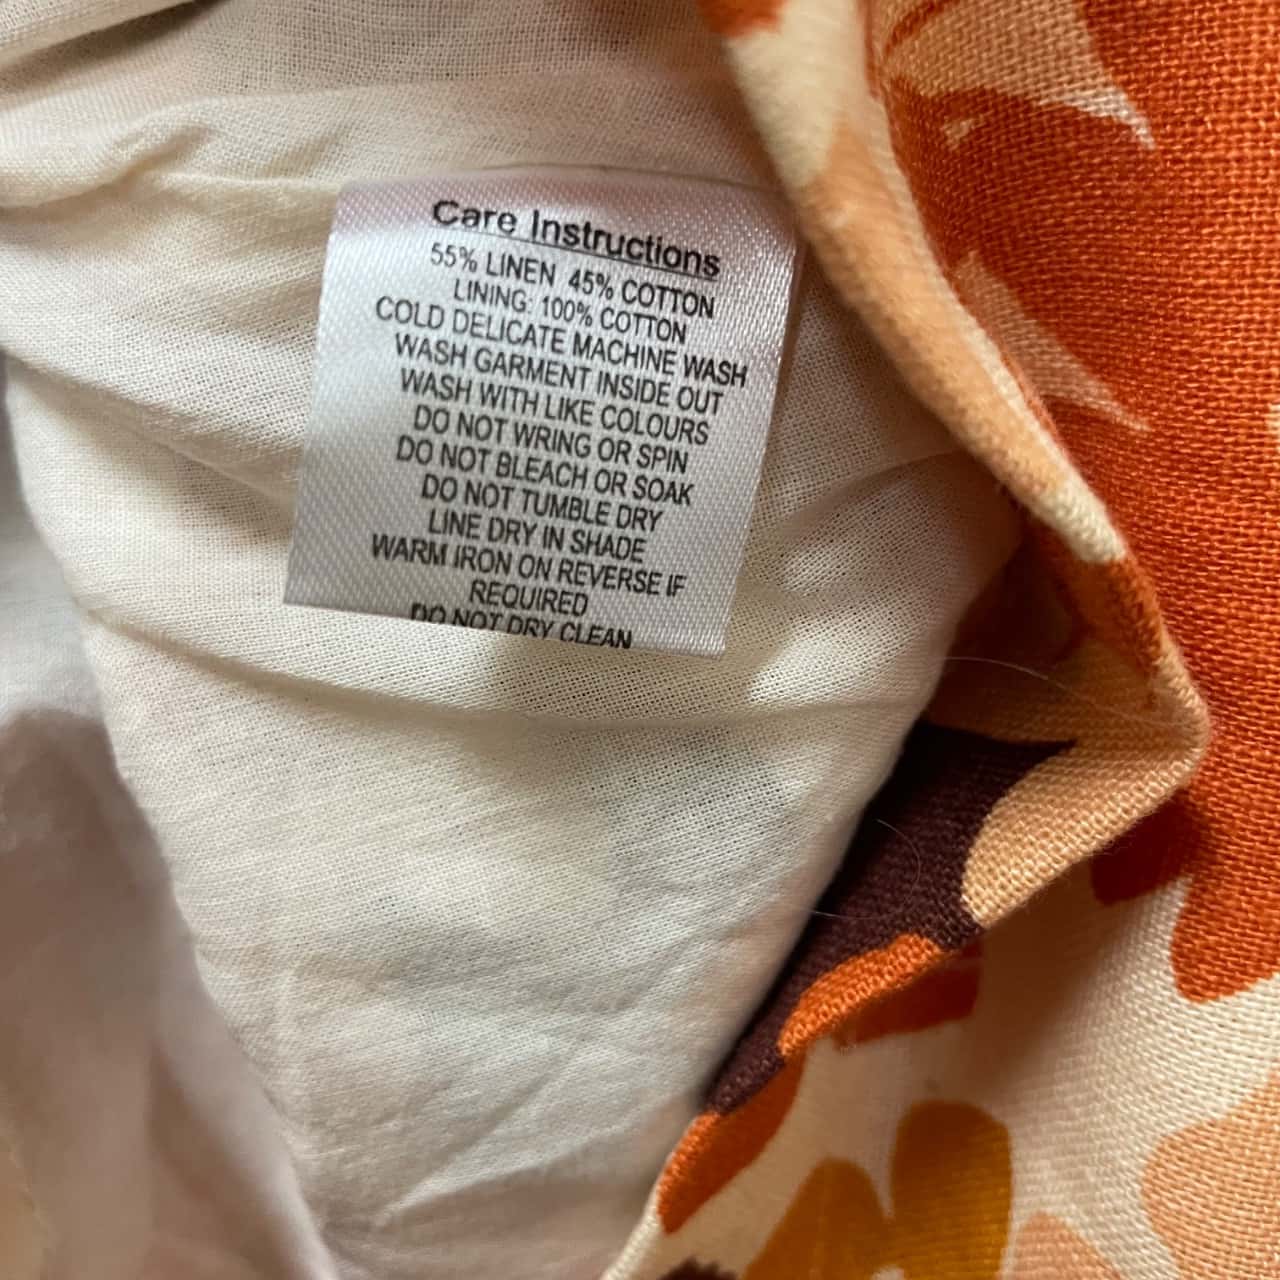 Care Instructions
55% LINEN 45% COTTON
LINING: 100% COTTON
COLD DELICATE MACHINE WASH
WASH GARMENT INSIDE OUT
WASH WITH LIKE COLOURS
DO NOT WRING OR SPIN
DO NOT BLEACH OR SOAK
DO NOT TUMBLE DRY
LINE DRY IN SHADE
WARM IRON ON REVERSE IF
REQUIRED
DO NOT DRY CLEAN